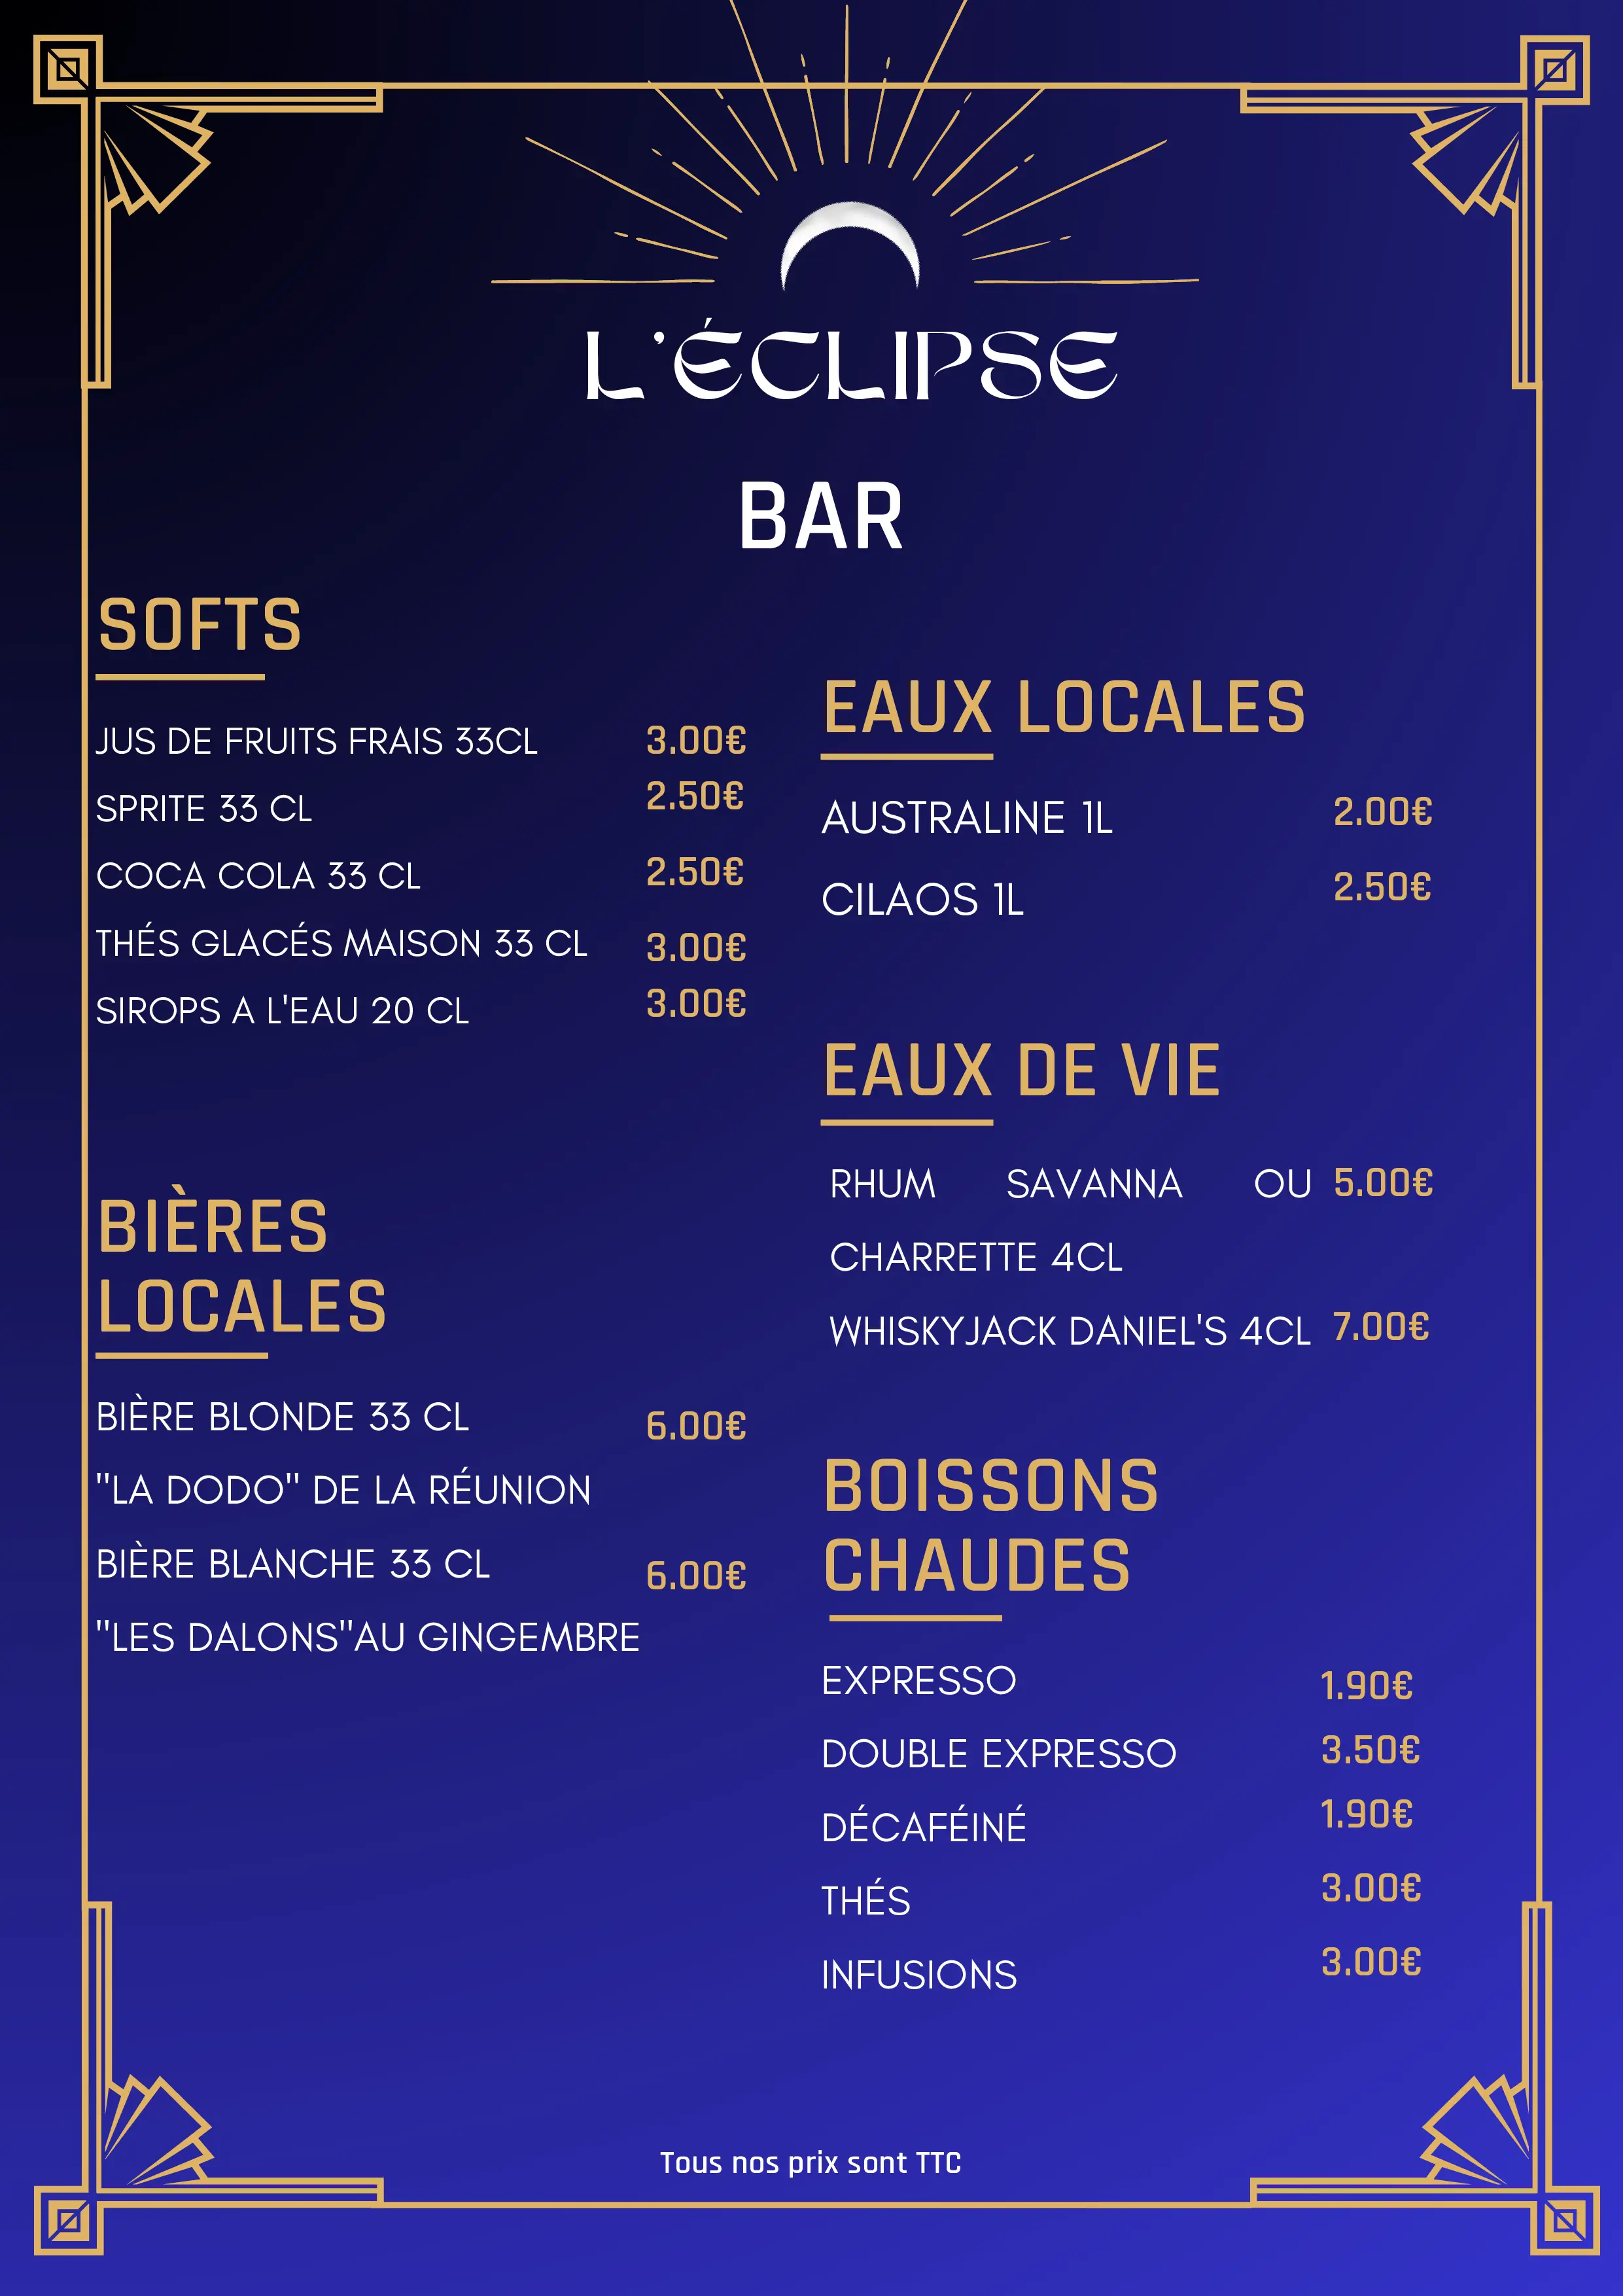 L'ÉCLIPSE
BAR
SOFTS
JUS DE FRUITS FRAIS 33CL 3.00€
SPRITE 33 CL 2.50€
COCA COLA 33 CL 2.50€
THÉS GLACÉS MAISON 33 CL 3.00€
SIROPS A L'EAU 20 CL 3.00€
BIÈRES
LOCALES
BIÈRE BLONDE 33 CL 6.00€
"LA DODO" DE LA RÉUNION
BIÈRE BLANCHE 33 CL 6.00€
"LES DALONS"AU GINGEMBRE
EAUX LOCALES
AUSTRALINE 1L 2.00€
CILAOS 1L 2.50€
EAUX DE VIE
RHUM SAVANNA OU 5.00€
CHARRETTE 4CL
WHISKYJACK DANIEL'S 4CL 7.00€
BOISSONS
CHAUDES
EXPRESSO 1.90€
DOUBLE EXPRESSO 3.50€
DÉCAFÉINÉ 1.90€
THÉS 3.00€
INFUSIONS 3.00€
Tous nos prix sont TTC